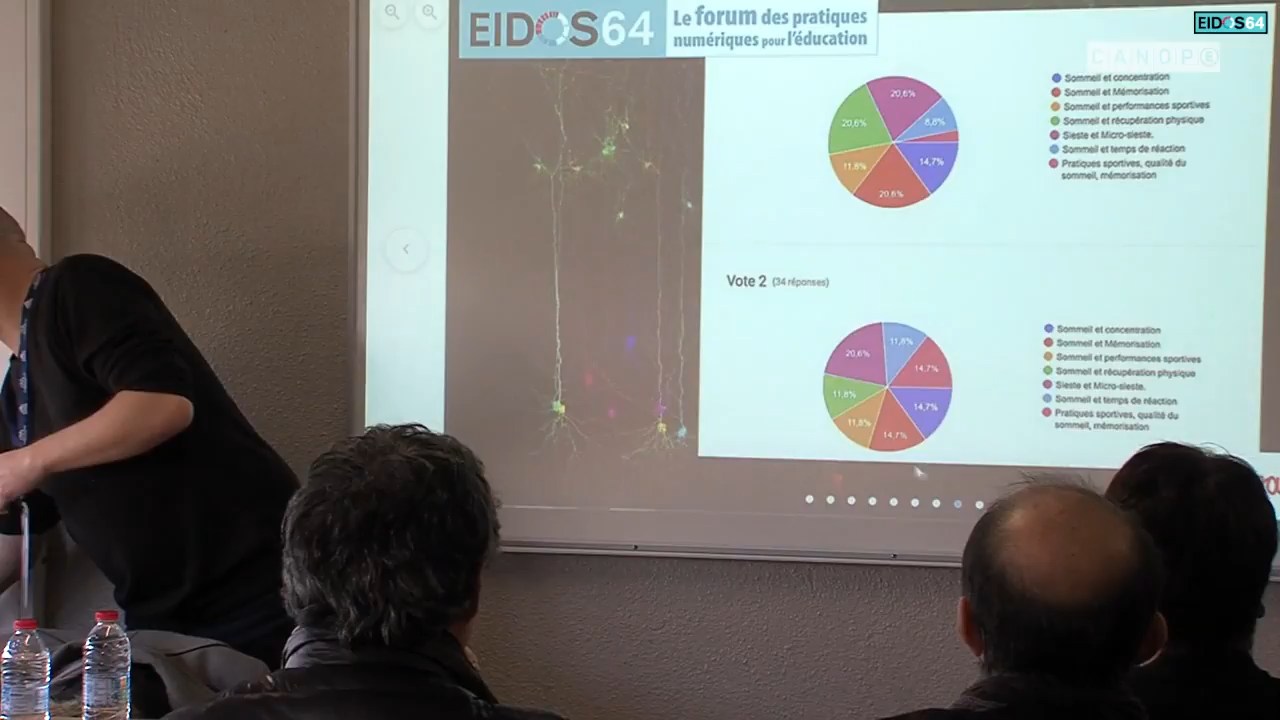 EIDOS64
Le forum des pratiques
numériques pour l'éducation
EIDOS64
CANOPÉ
20,6%
8,8%
14,7%
20,6%
11,8%
20,6%
Sommeil et concentration
Sommeil et Mémorisation
Sommeil et performances sportives
Sommeil et récupération physique
Sieste et Micro-sieste.
Sommeil et temps de réaction
Pratiques sportives, qualité du
sommeil, mémorisation
Vote 2 (34 réponses)
11,8%
14,7%
14,7%
14,7%
11,8%
11,8%
20,6%
Sommeil et concentration
Sommeil et Mémorisation
Sommeil et performances sportives
Sommeil et récupération physique
Sieste et Micro-sieste.
Sommeil et temps de réaction
Pratiques sportives, qualité du
sommeil, mémorisation